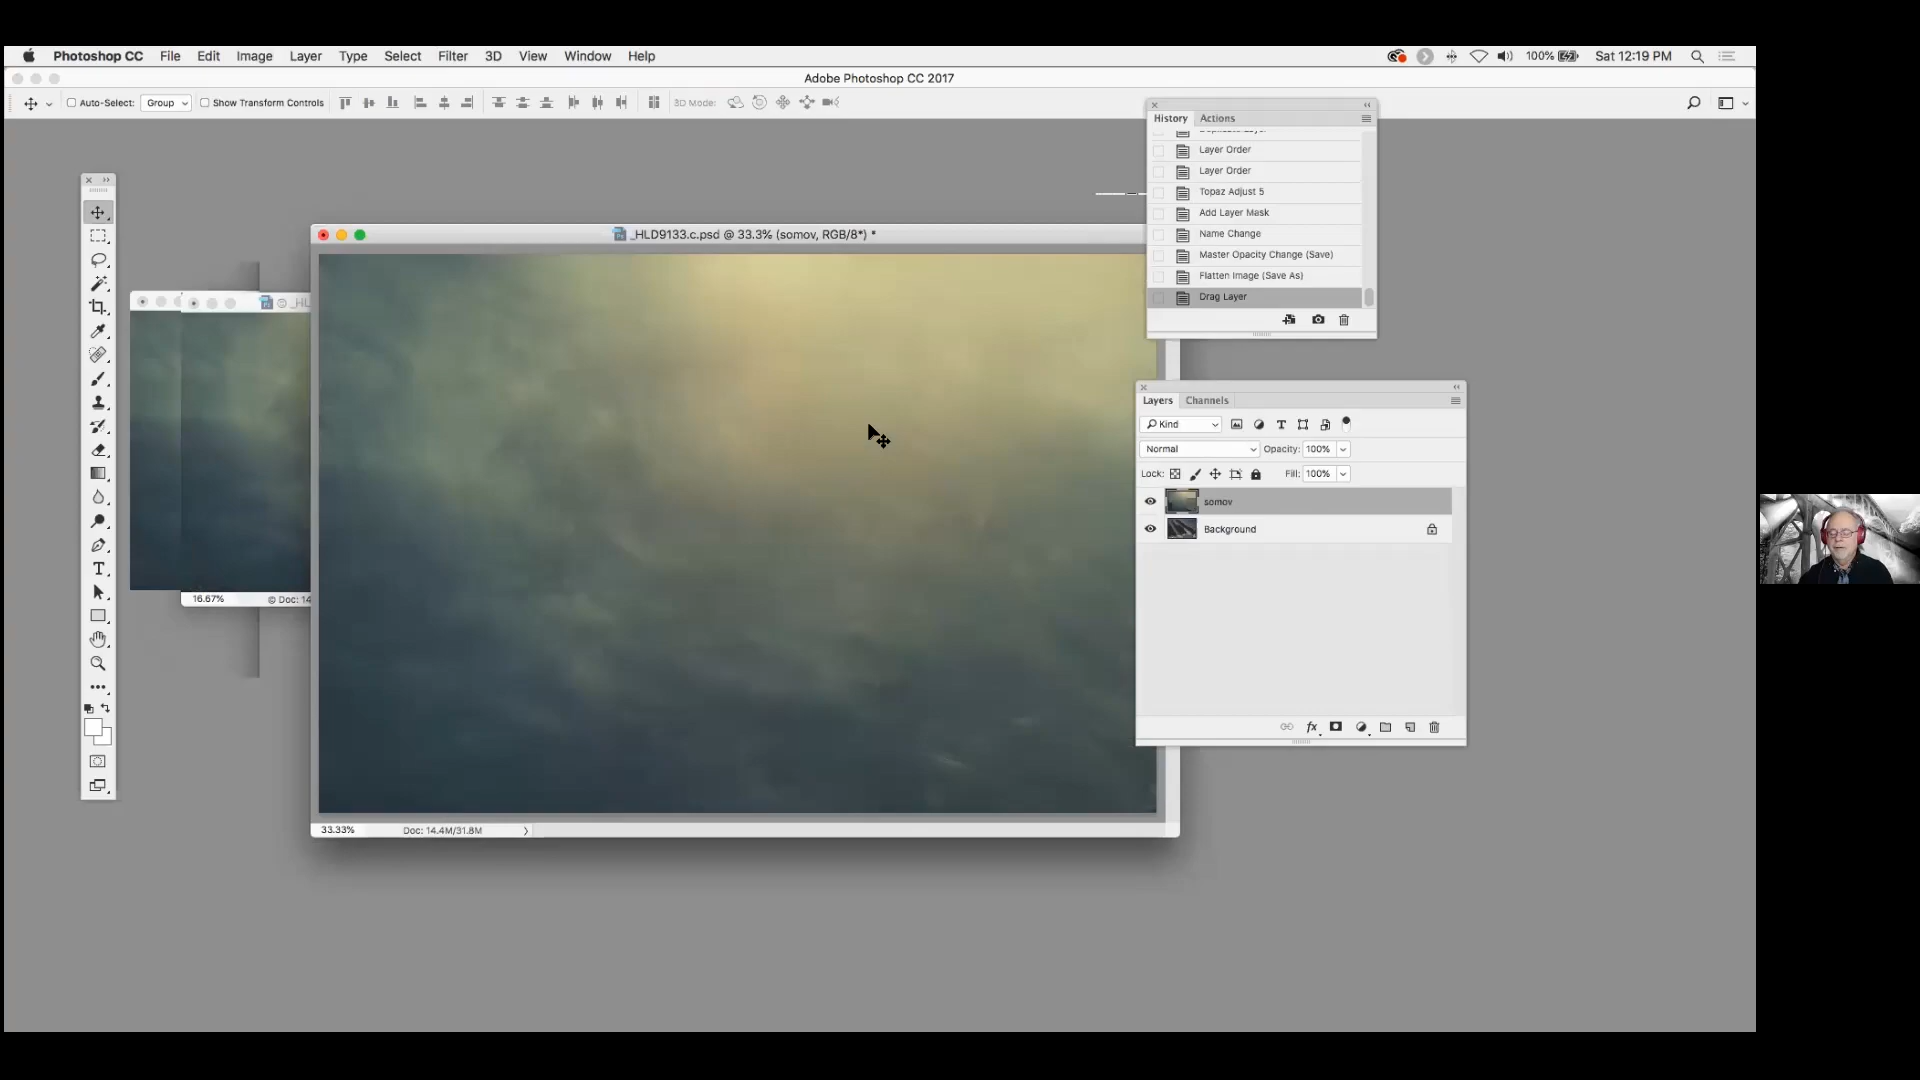 Photoshop CC File Edit Image Layer Type Select Filter 3D View Window Help 100% Sat 12:19 PM
Adobe Photoshop CC 2017
Auto-Select: Group Show Transform Controls 3D Mode:
History Actions
Layer Order
Layer Order
Topaz Adjust 5
Add Layer Mask
Name Change
Master Opacity Change (Save)
Flatten Image (Save As)
Drag Layer
_HLD9133.c.psd @ 33.3% (somov, RGB/8*) *
© _HL
16.67% © Doc: 14
33.33% Doc: 14.4M/31.8M
Layers Channels
Kind
Normal Opacity: 100%
Lock: Fill: 100%
somov
Background